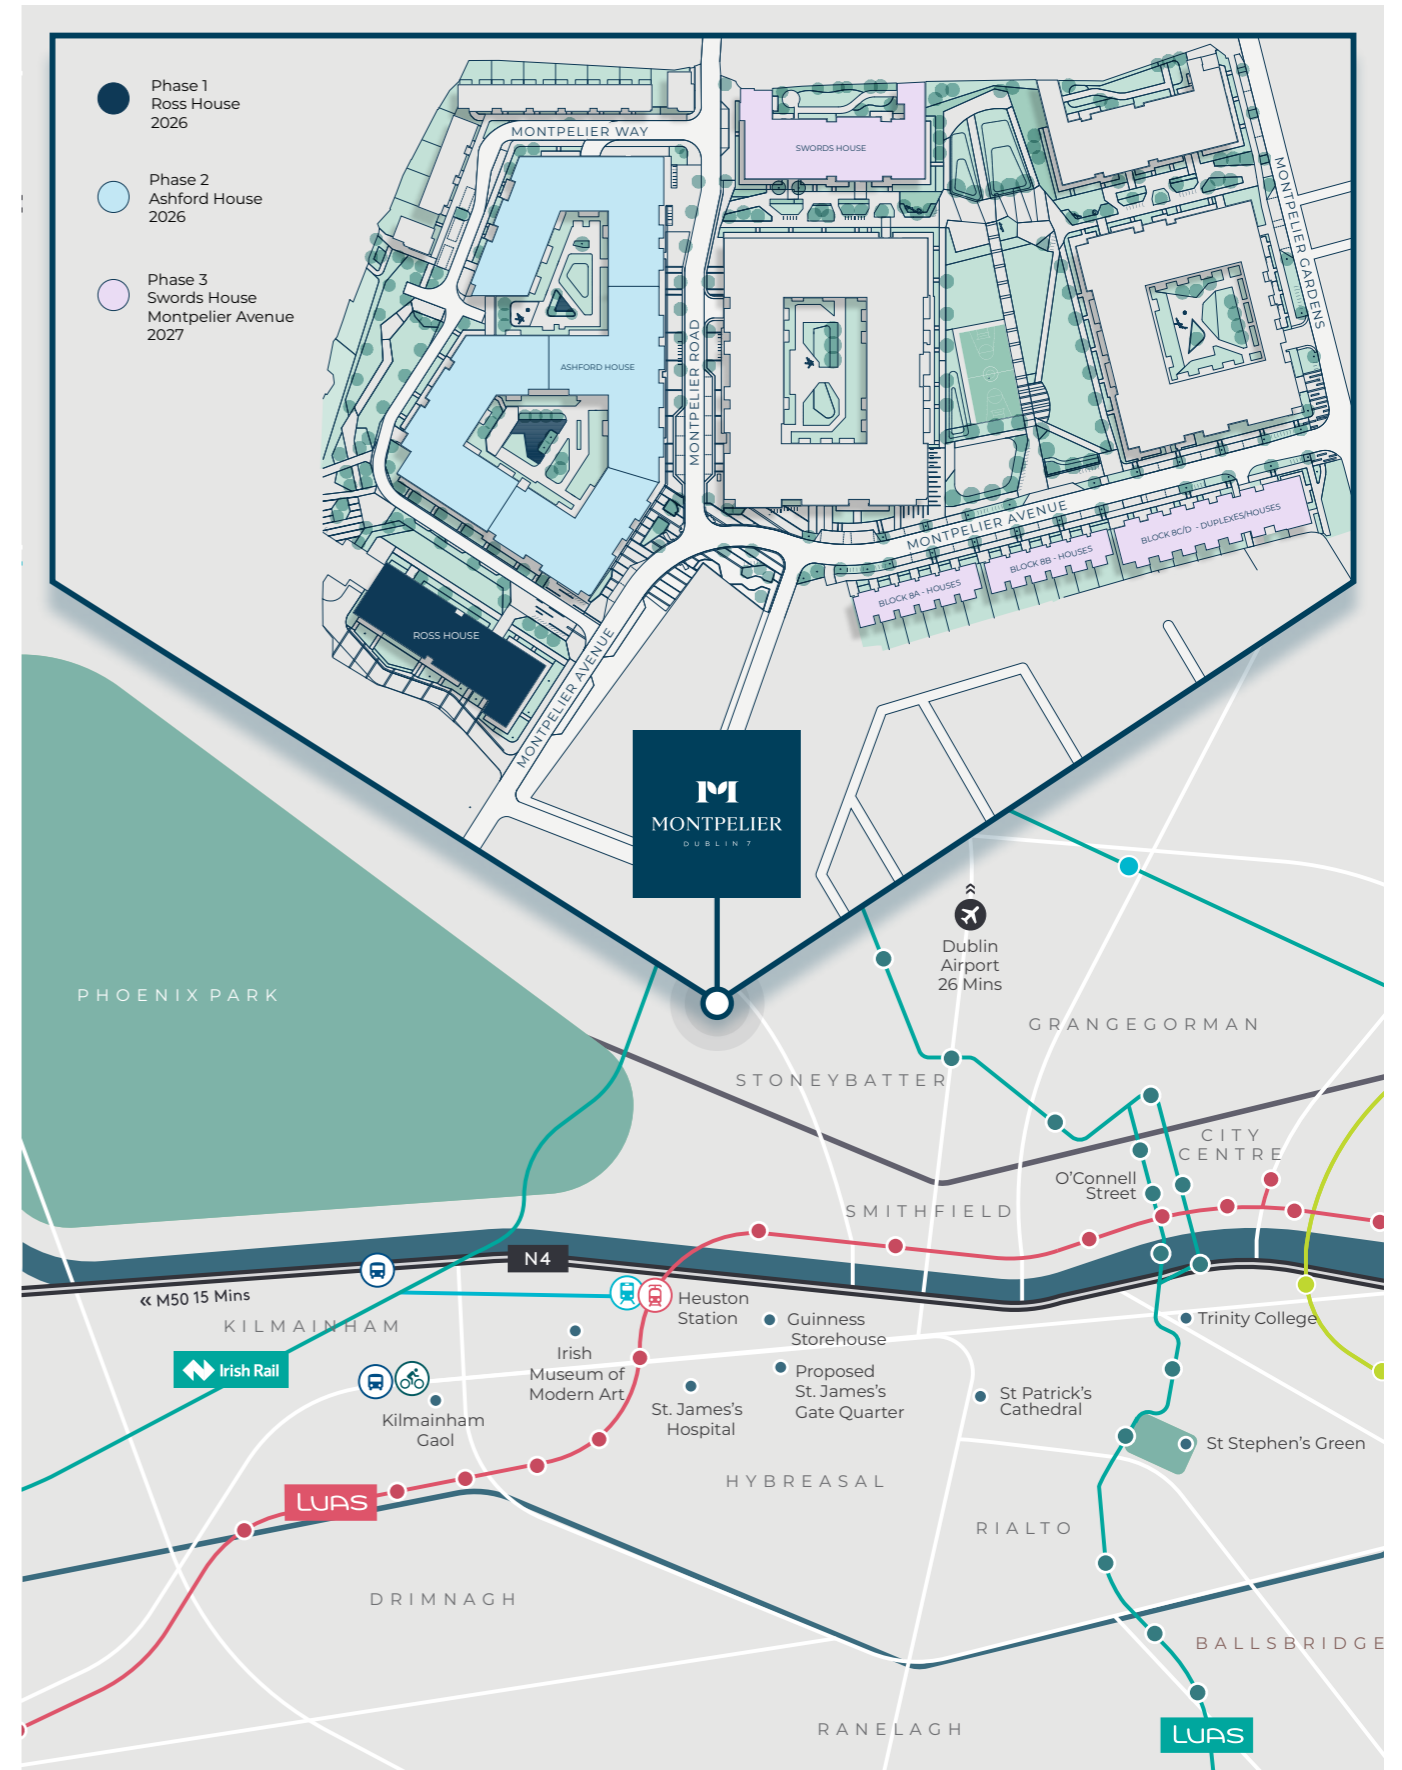 Phase 1
Ross House
2026
Phase 2
Ashford House
2026
Phase 3
Swords House
Montpelier Avenue
2027
MONTPELIER WAY
SWORDS HOUSE
MONTPELIER GARDENS
ASHFORD HOUSE
MONTPELIER ROAD
MONTPELIER AVENUE
BLOCK 8C/D - DUPLEXES/HOUSES
BLOCK 8B - HOUSES
BLOCK 8A - HOUSES
ROSS HOUSE
MONTPELIER AVENUE
M
MONTPELIER
DUBLIN 7
Dublin
Airport
26 Mins
PHOENIX PARK
GRANGEGORMAN
STONEYBATTER
CITY
CENTRE
O'Connell
Street
SMITHFIELD
N4
« M50 15 Mins
Heuston
Station
KILMAINHAM
Guinness
Storehouse
Trinity College
Irish Rail
Irish
Museum of
Modern Art
Proposed
St. James's
Gate Quarter
St. James's
Hospital
St Patrick's
Cathedral
Kilmainham
Gaol
St Stephen's Green
HYBREASAL
LUAS
RIALTO
DRIMNAGH
BALLSBRIDGE
RANELAGH
LUAS